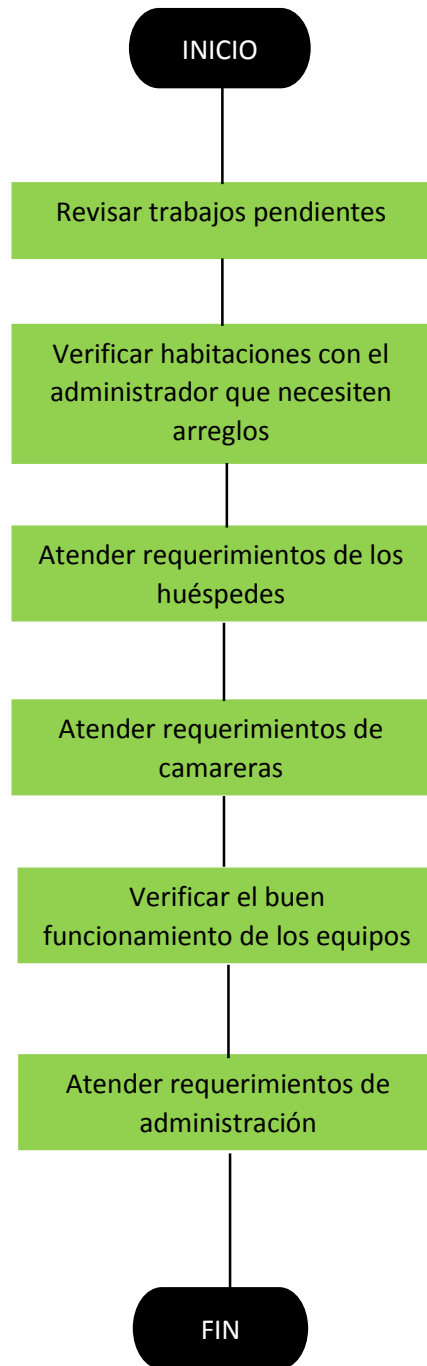 INICIO
Revisar trabajos pendientes
Verificar habitaciones con el
administrador que necesiten
arreglos
Atender requerimientos de los
huéspedes
Atender requerimientos de
camareras
Verificar el buen
funcionamiento de los equipos
Atender requerimientos de
administración
FIN